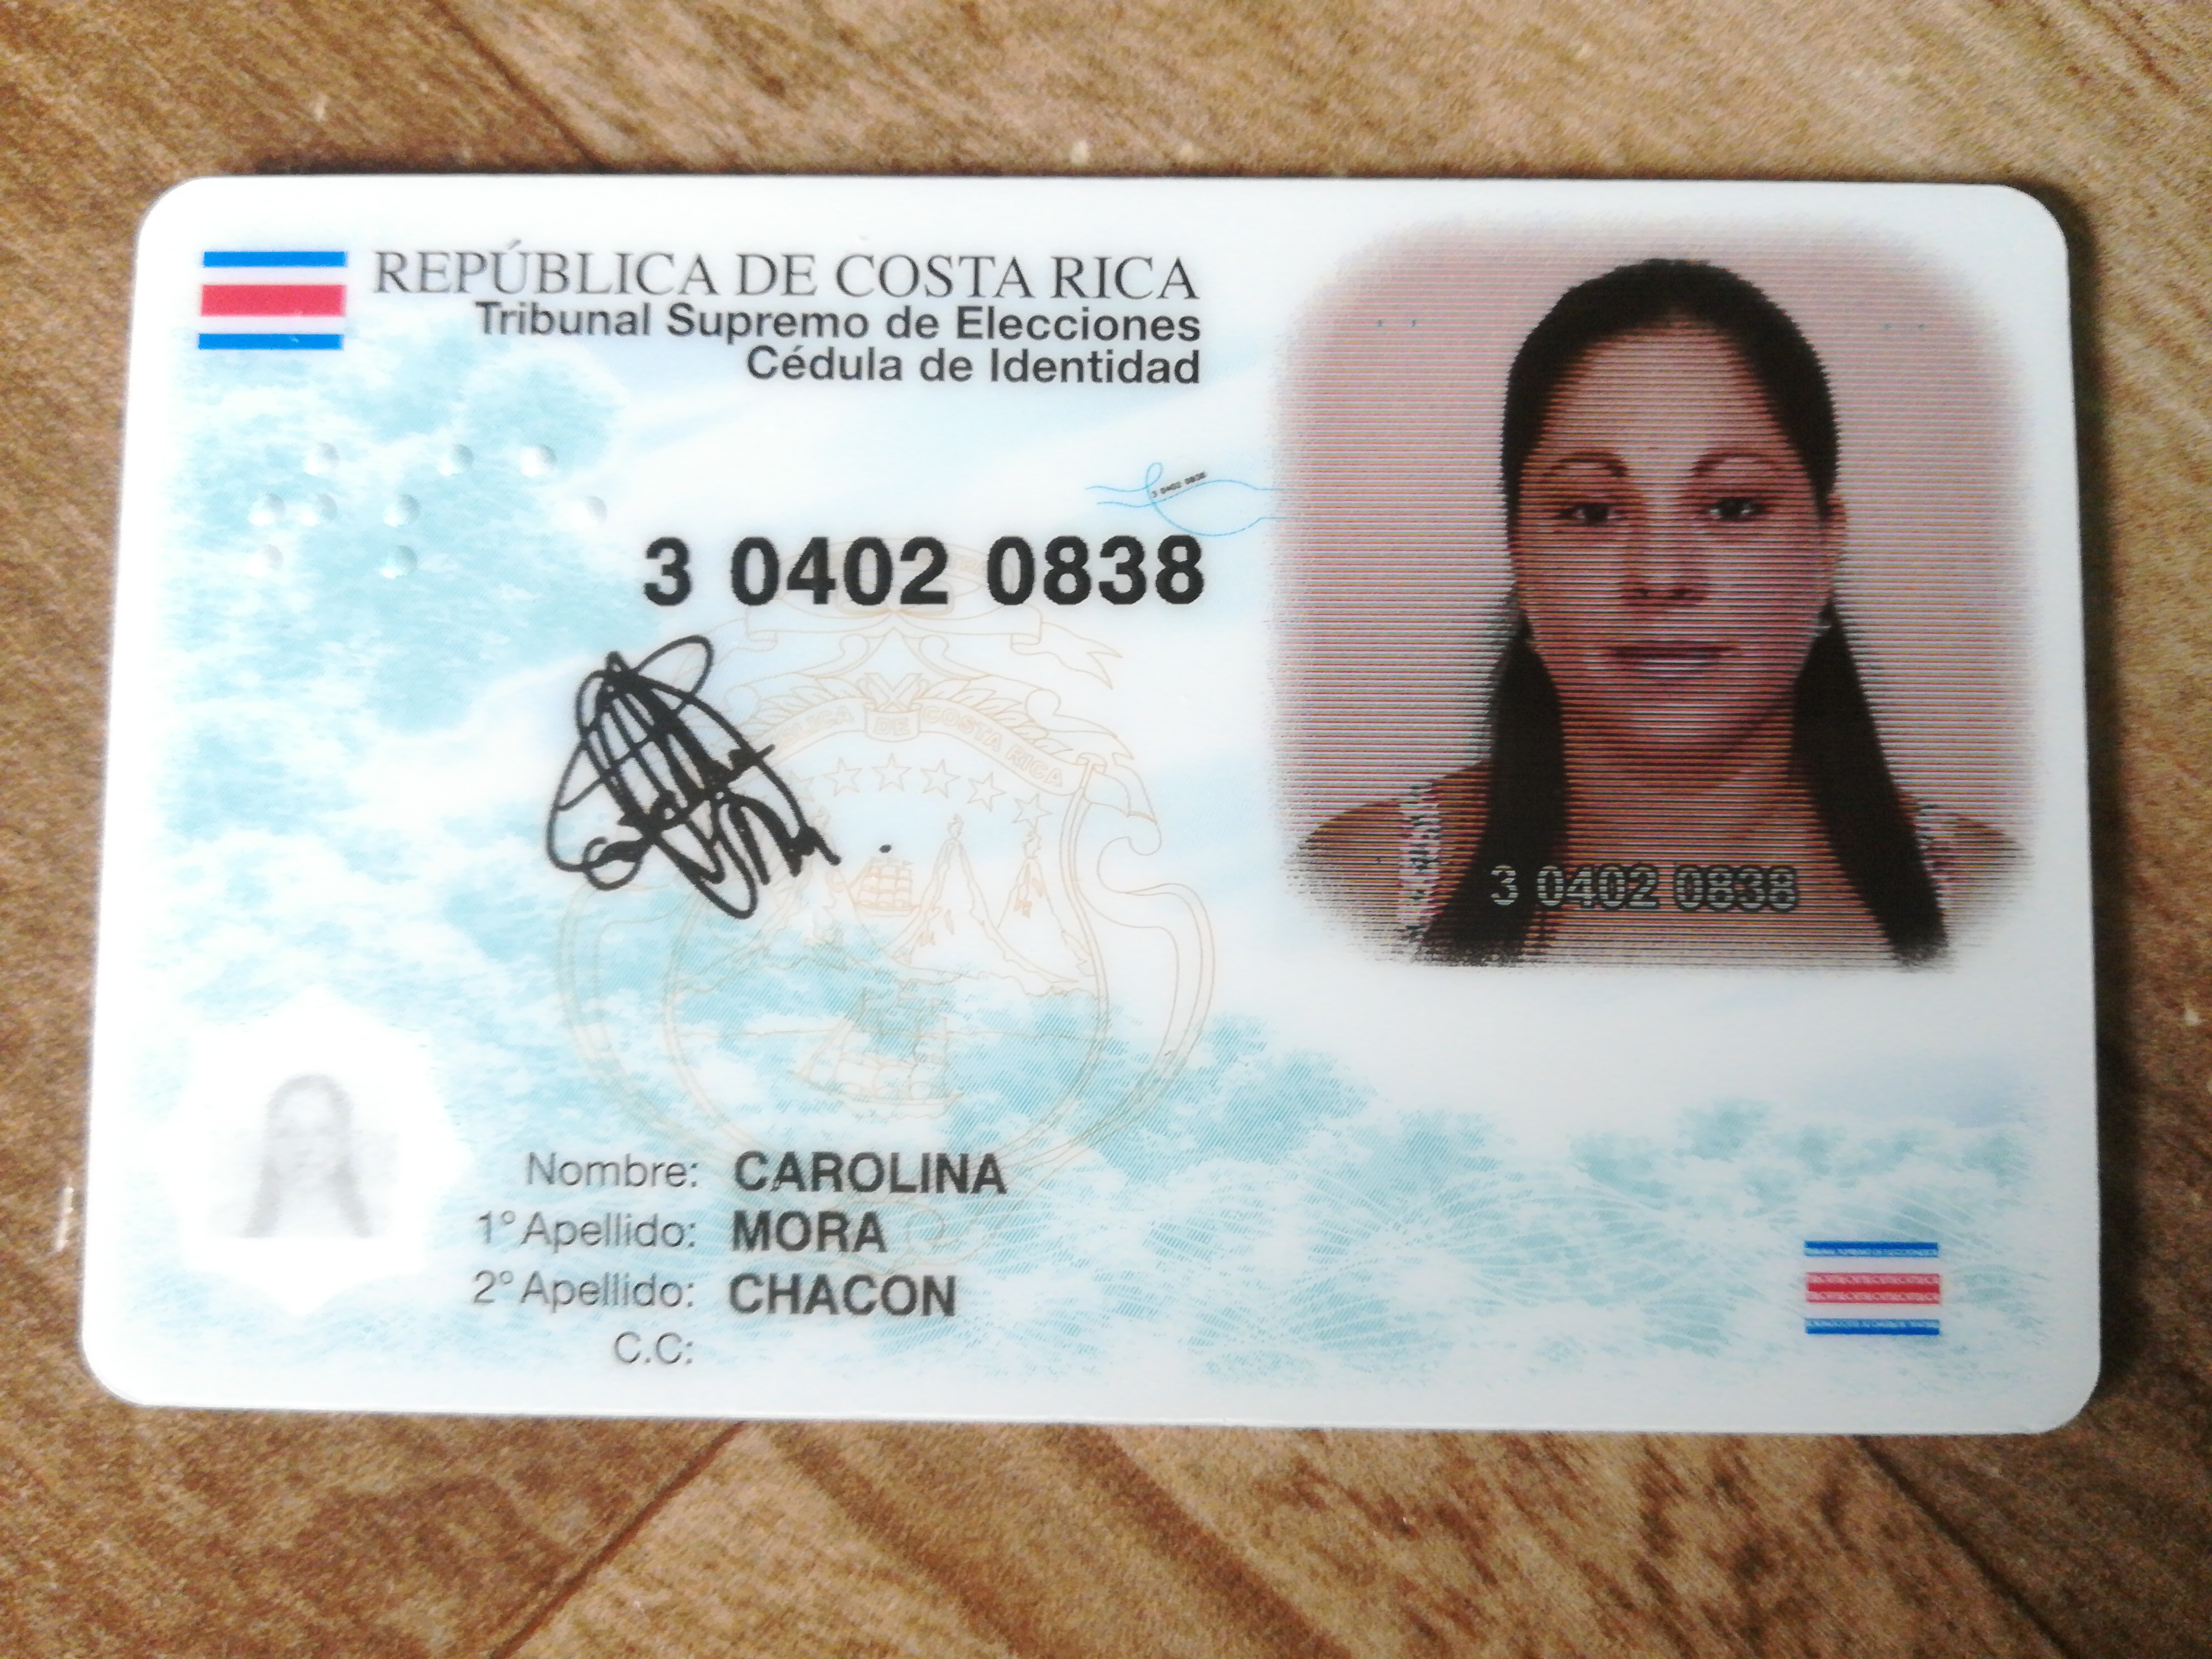 REPÚBLICA DE COSTA RICA
Tribunal Supremo de Elecciones
Cédula de Identidad
3 0402 0838
3 0402 0838
3 0402 0838
REPUBLICA DE COSTA RICA
Nombre: CAROLINA
1° Apellido: MORA
2° Apellido: CHACON
C.C: